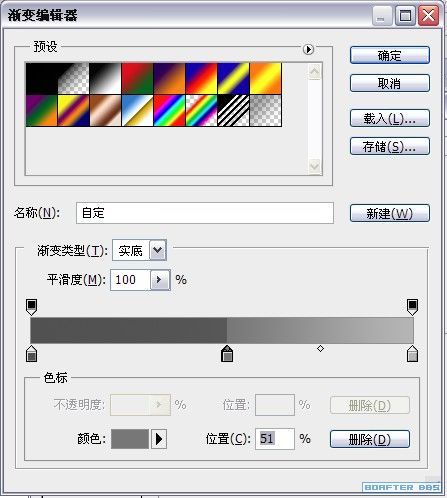 渐变编辑器
预设
确定
取消
载入(L)...
存储(S)...
名称(N): 自定 新建(W)
渐变类型(T): 实底
平滑度(M): 100 %
色标
不透明度: % 位置: % 删除(D)
颜色: 位置(C): 51 % 删除(D)
BDAFTER BBS